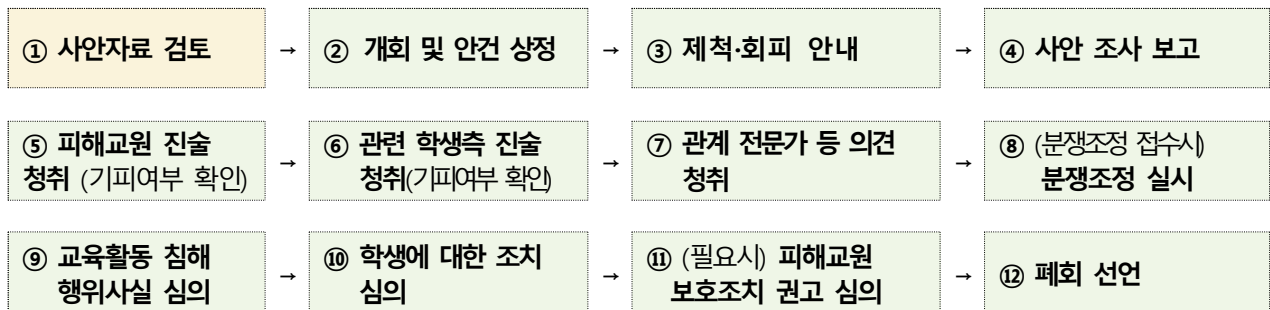 ① 사안자료 검토 → ② 개회 및 안건 상정 → ③ 제척·회피 안내 → ④ 사안 조사 보고
⑤ 피해교원 진술
청취 (기피여부 확인)
→
⑥ 관련 학생측 진술
청취(기피여부 확인)
→
⑦ 관계 전문가 등 의견
청취
→
⑧ (분쟁조정 접수시)
분쟁조정 실시
⑨ 교육활동 침해
행위사실 심의
→
⑩ 학생에 대한 조치
심의
→
⑪ (필요시) 피해교원
보호조치 권고 심의
→
⑫ 폐회 선언